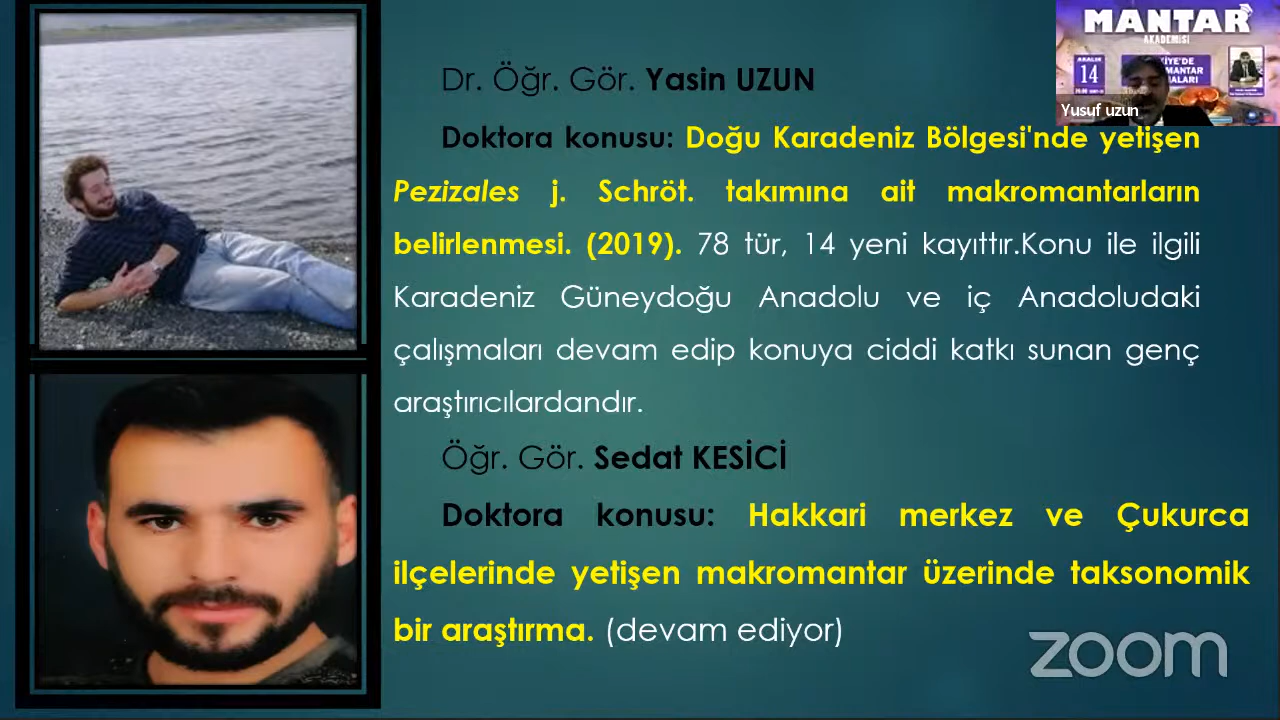 Dr. Öğr. Gör. Yasin UZUN
Doktora konusu: Doğu Karadeniz Bölgesi'nde yetişen
Pezizales j. Schröt. takımına ait makromantarların
belirlenmesi. (2019). 78 tür, 14 yeni kayıttır.Konu ile ilgili
Karadeniz Güneydoğu Anadolu ve iç Anadoludaki
çalışmaları devam edip konuya ciddi katkı sunan genç
araştırıcılardandır.
Öğr. Gör. Sedat KESİCİ
Doktora konusu: Hakkari merkez ve Çukurca
ilçelerinde yetişen makromantar üzerinde taksonomik
bir araştırma. (devam ediyor)
MANTAR
AKADEMİSİ
ARALIK
14
Yusuf uzun
zoom